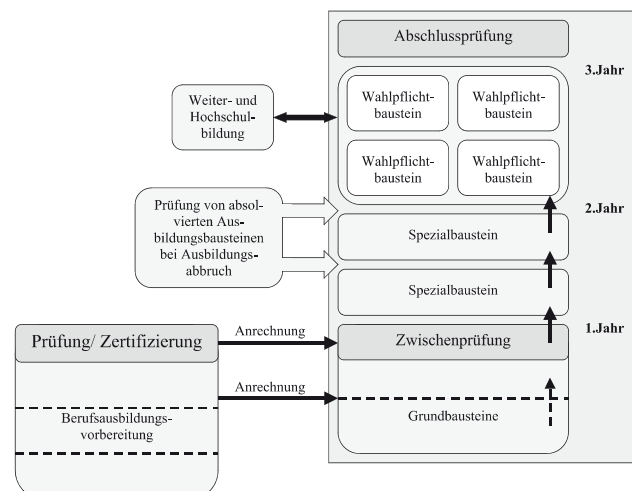 Abschlussprüfung
3.Jahr
Wahlpflicht-
baustein
Wahlpflicht-
baustein
Weiter- und
Hochschul-
bildung
Wahlpflicht-
baustein
Wahlpflicht-
baustein
2.Jahr
Prüfung von absol-
vierten Aus-
bildungsbausteinen
bei Ausbildungs-
abbruch
Spezialbaustein
Spezialbaustein
1.Jahr
Prüfung/ Zertifizierung
Anrechnung
Zwischenprüfung
Anrechnung
Berufsausbildungs-
vorbereitung
Grundbausteine